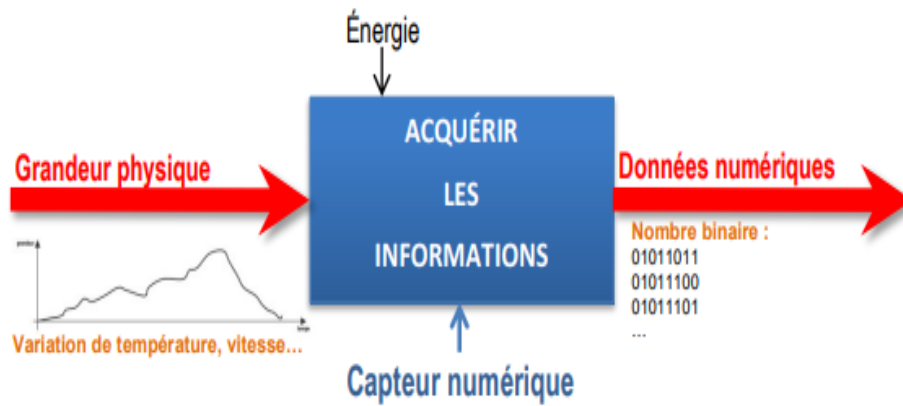 Énergie
ACQUÉRIR
LES
INFORMATIONS
Grandeur physique
Données numériques
Nombre binaire :
01011011
01011100
01011101
...
Variation de température, vitesse...
Capteur numérique